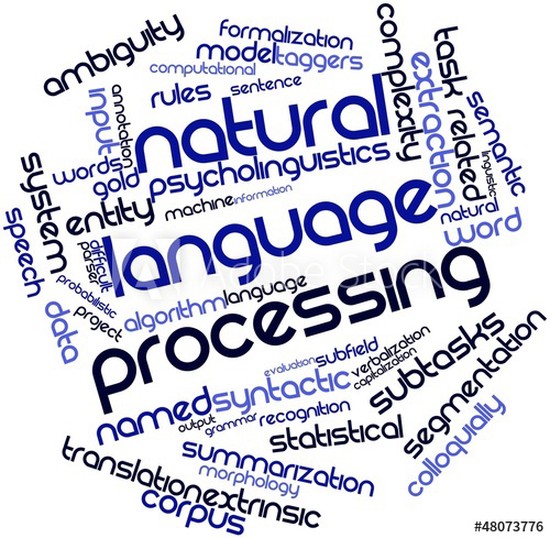 ambiguity
formalization
model
taggers
computational
rules
sentence
complexity
task
extraction
related
semantic
linguistic
natural
word
input
annotation
words
gold
natural
psycholinguistics
system
speech
entity
machine
information
language
difficult
parser
probabilistic
project
data
algorithm
language
processing
evaluation
subfield
verbalization
capitalization
subtasks
segmentation
colloquially
named
syntactic
output
grammar
recognition
statistical
summarization
morphology
translation
extrinsic
corpus
Adobe Stock
#48073776